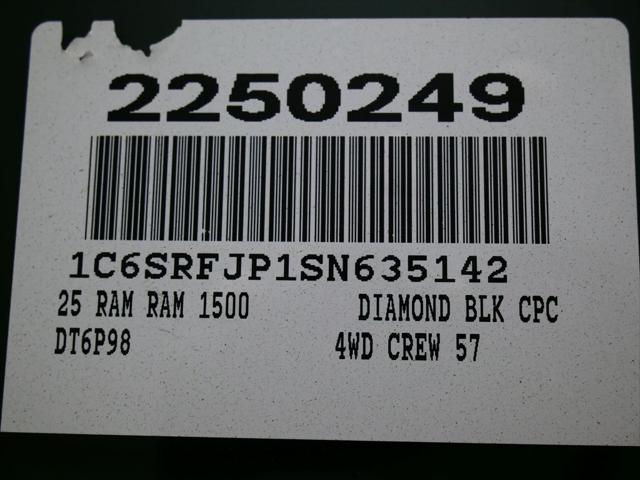 2250249
1C6SRFJP1SN635142
25 RAM RAM 1500 DIAMOND BLK CPC
DT6P98 4WD CREW 57